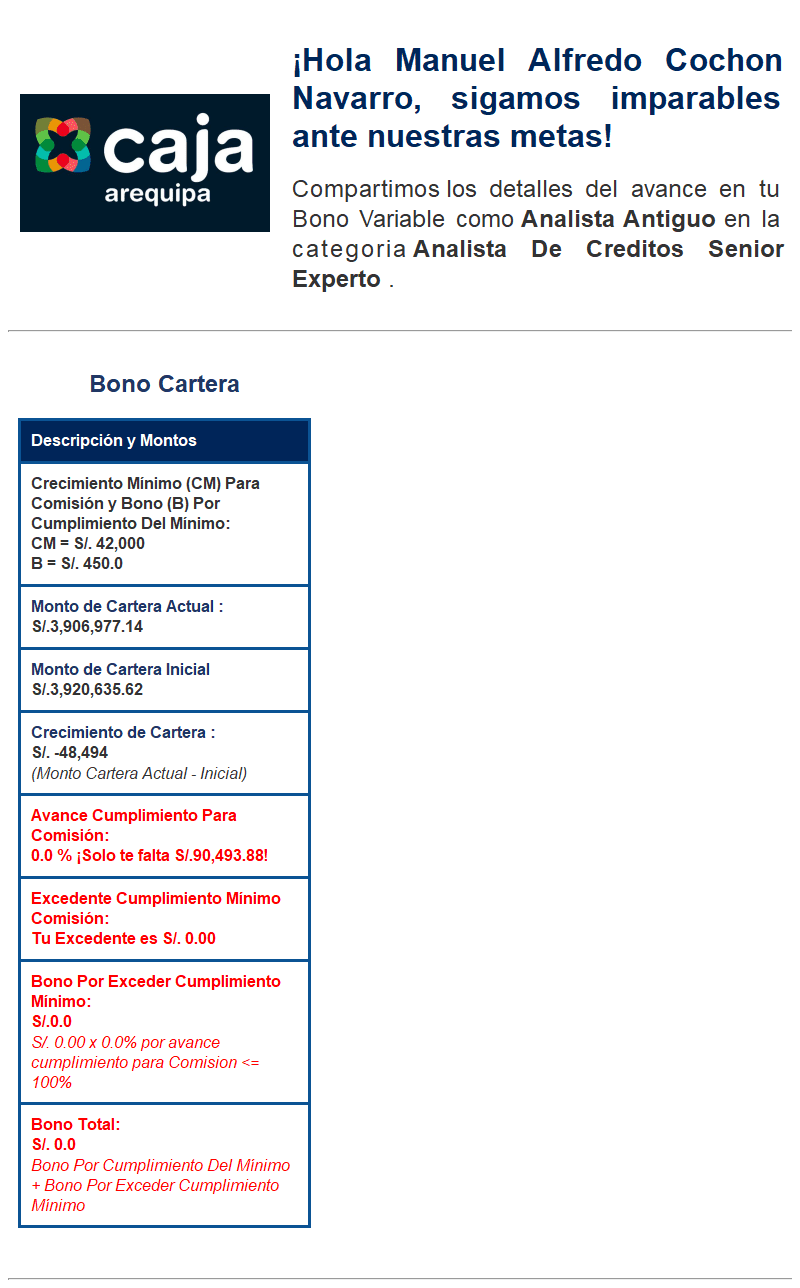 caja
arequipa
¡Hola Manuel Alfredo Cochon
Navarro, sigamos imparables
ante nuestras metas!
Compartimos los detalles del avance en tu
Bono Variable como Analista Antiguo en la
categoria Analista De Creditos Senior
Experto .
Bono Cartera
Descripción y Montos
Crecimiento Mínimo (CM) Para
Comisión y Bono (B) Por
Cumplimiento Del Mínimo:
CM = S/. 42,000
B = S/. 450.0
Monto de Cartera Actual :
S/.3,906,977.14
Monto de Cartera Inicial
S/.3,920,635.62
Crecimiento de Cartera :
S/. -48,494
(Monto Cartera Actual - Inicial)
Avance Cumplimiento Para
Comisión:
0.0 % ¡Solo te falta S/.90,493.88!
Excedente Cumplimiento Mínimo
Comisión:
Tu Excedente es S/. 0.00
Bono Por Exceder Cumplimiento
Mínimo:
S/.0.0
S/. 0.00 x 0.0% por avance
cumplimiento para Comision <=
100%
Bono Total:
S/. 0.0
Bono Por Cumplimiento Del Mínimo
+ Bono Por Exceder Cumplimiento
Mínimo